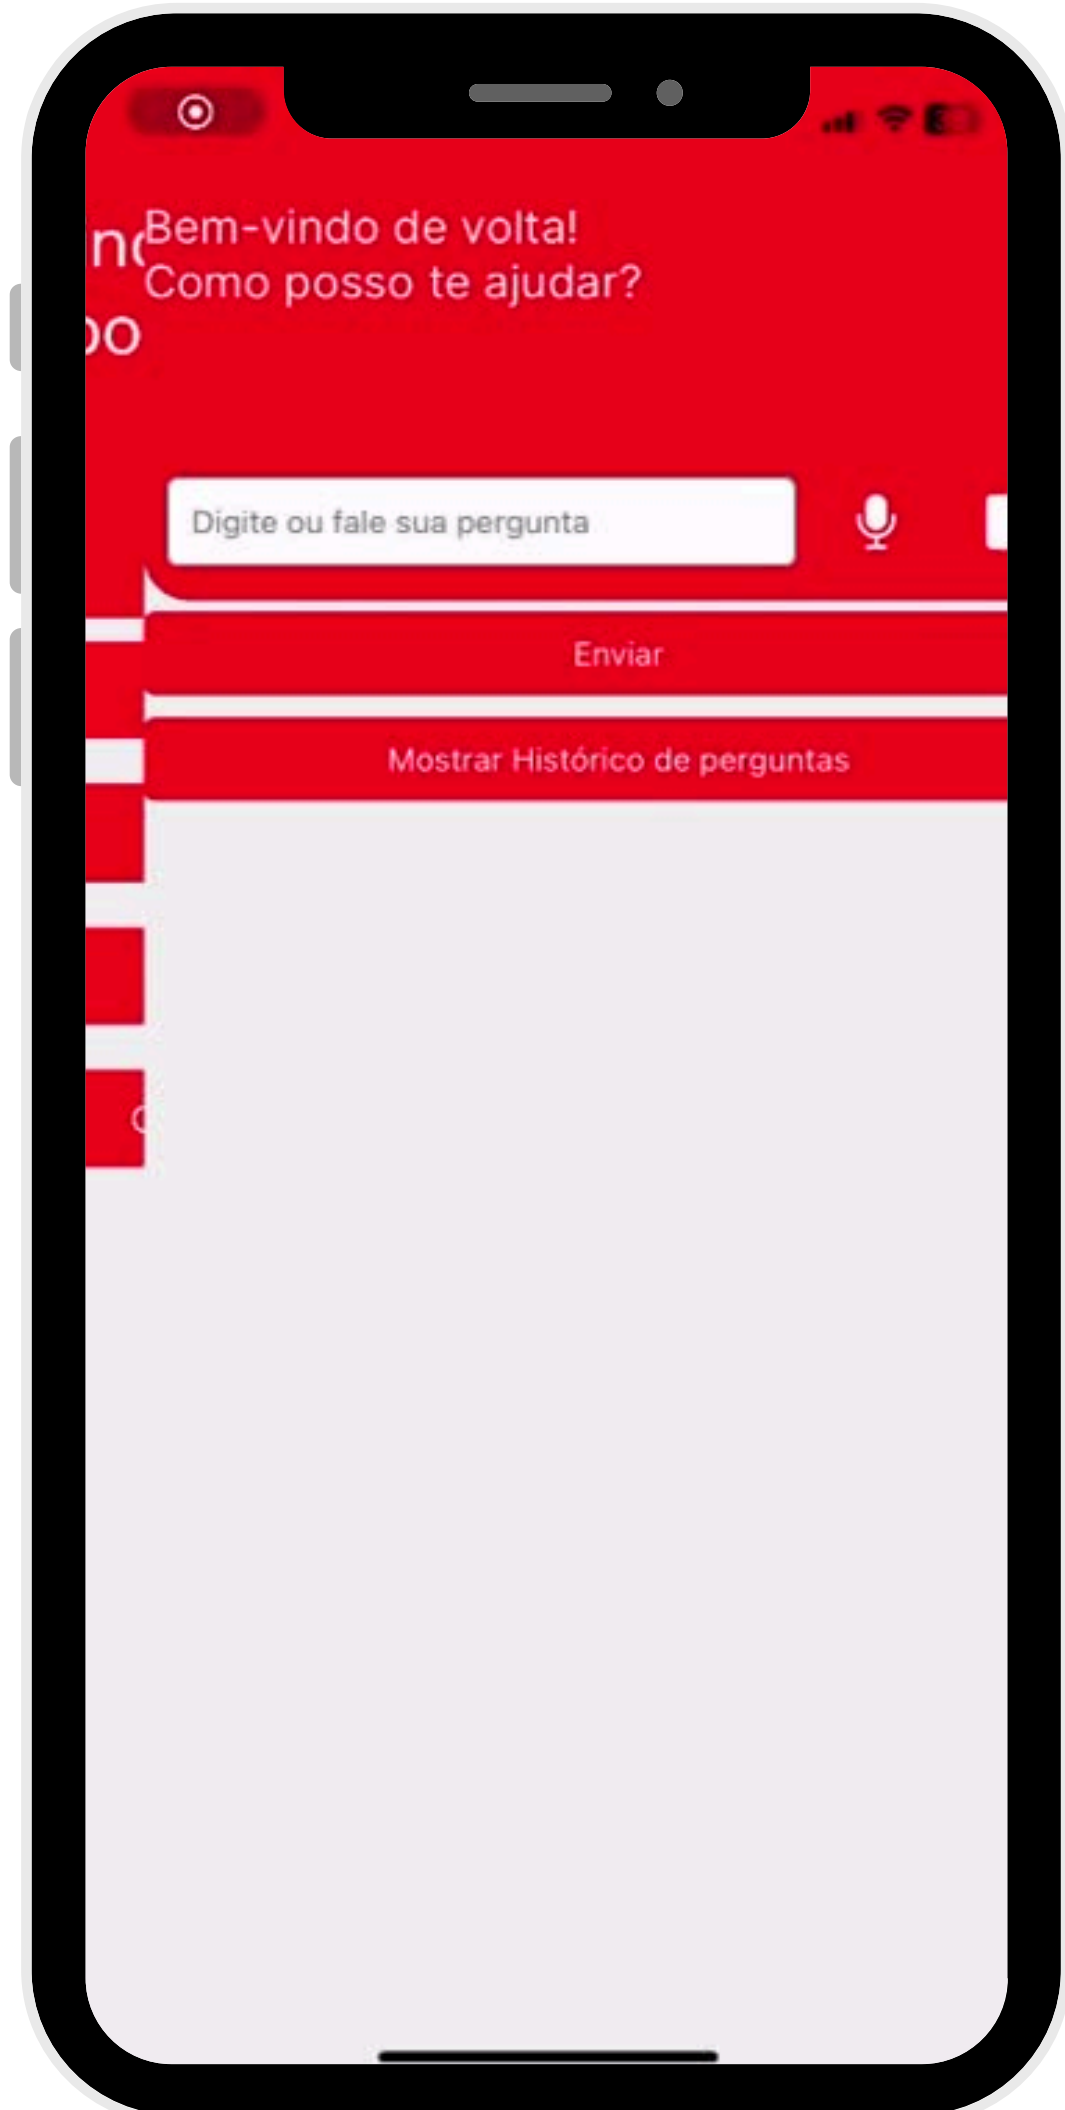 Bem-vindo de volta!
Como posso te ajudar?
Digite ou fale sua pergunta
Enviar
Mostrar Histórico de perguntas